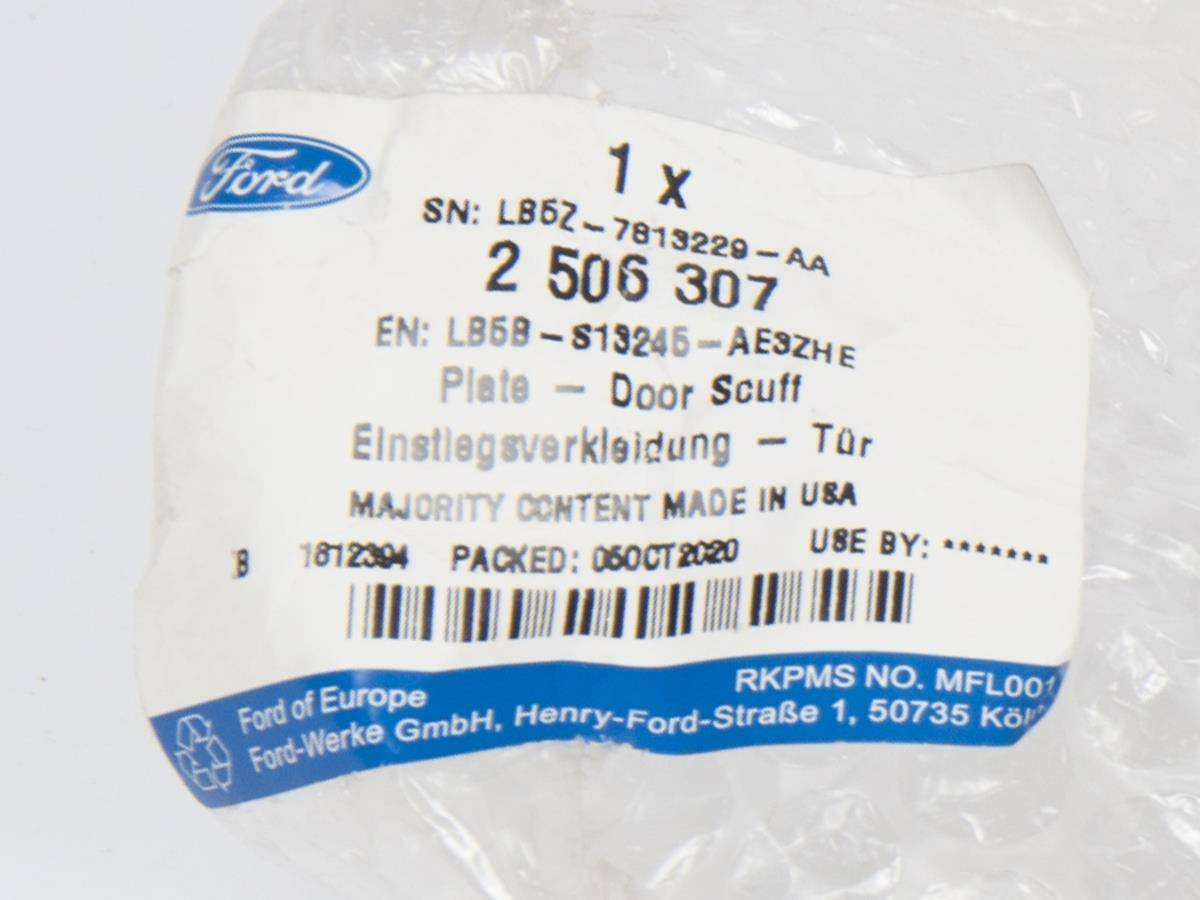 Ford
1 x
SN: LB5Z-7813229-AA
2 506 307
EN: LB5B-S13245-AE3ZHE
Plate - Door Scuff
Einstiegsverkleidung - Tür
MAJORITY CONTENT MADE IN USA
B 1812394 PACKED: 05OCT2020 USE BY: *******
RKPMS NO. MFL001
Ford of Europe
Ford-Werke GmbH, Henry-Ford-Straße 1, 50735 Köln